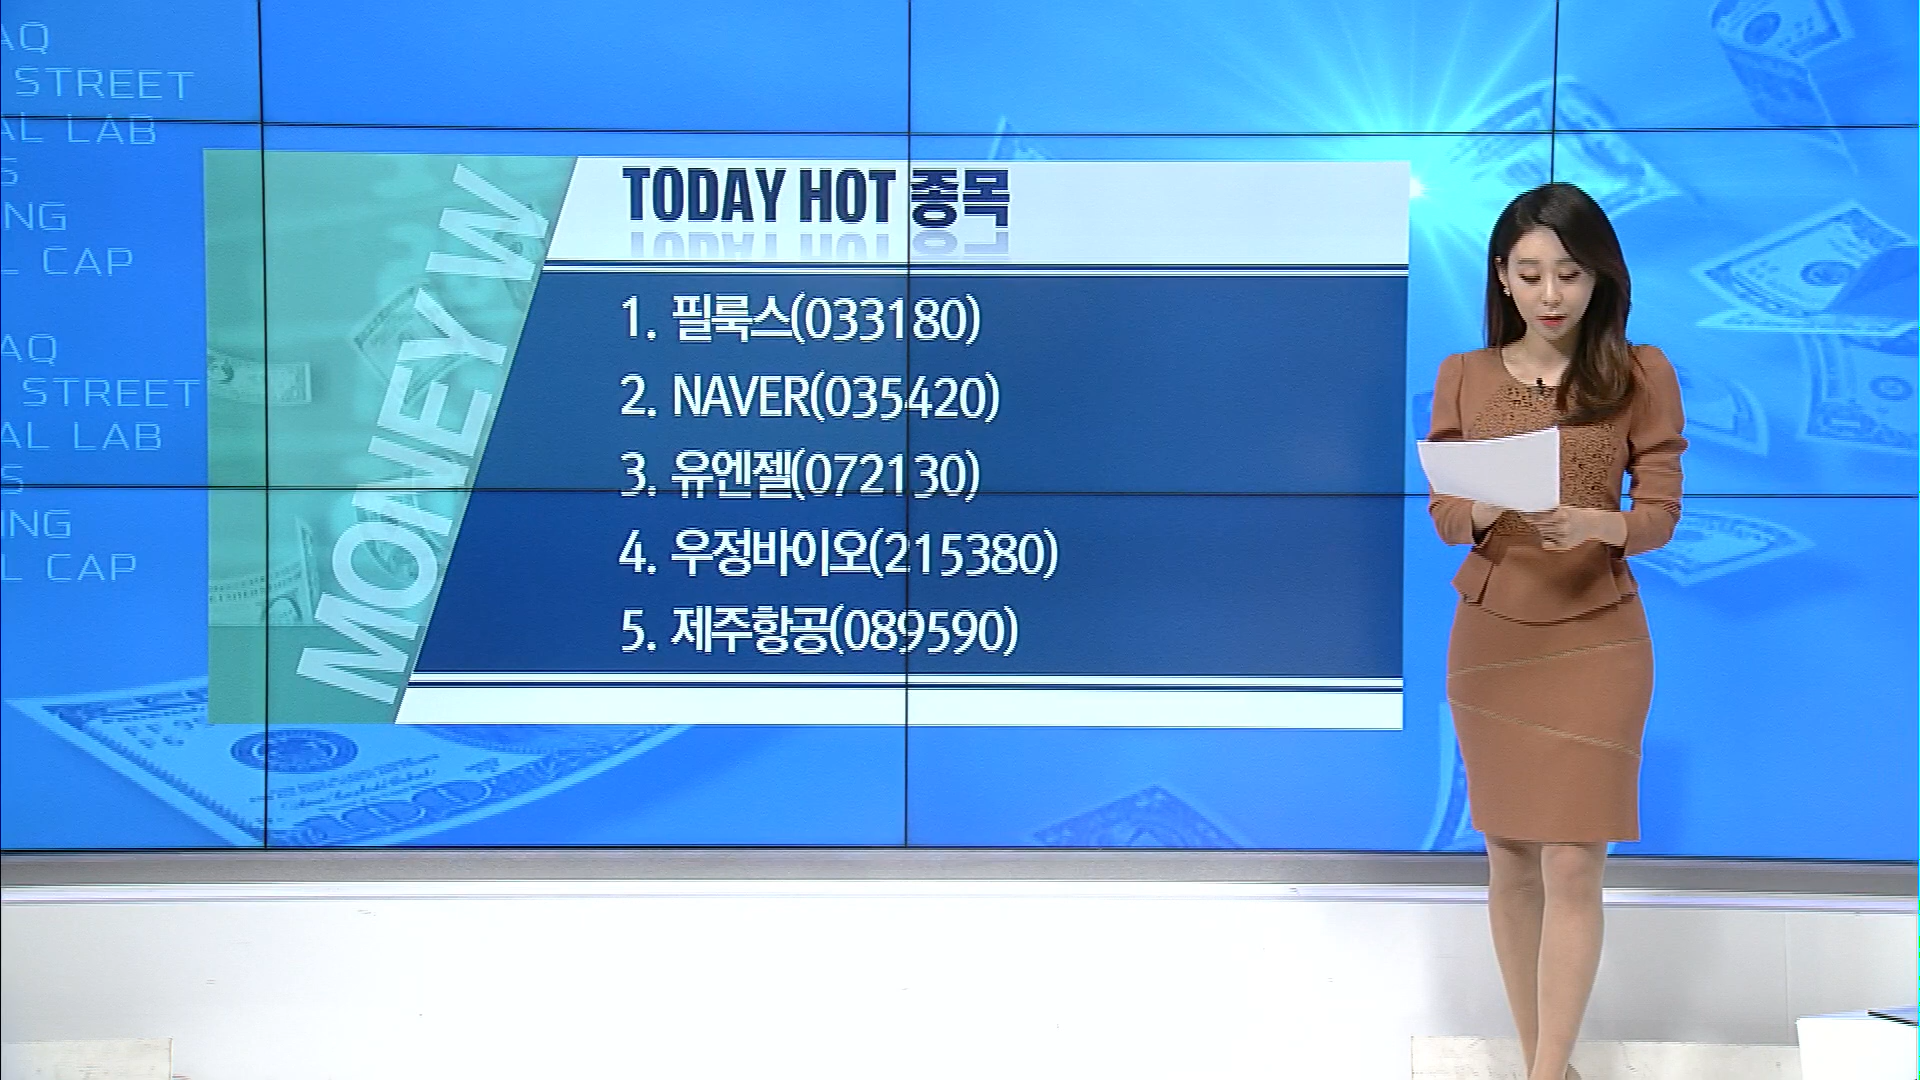 AQ
STREET
AL LAB
S
NG
L CAP
AQ
STREET
AL LAB
S
ING
L CAP
MONEY W
TODAY HOT 종목
1. 필룩스(033180)
2. NAVER(035420)
3. 유엔젤(072130)
4. 우정바이오(215380)
5. 제주항공(089590)